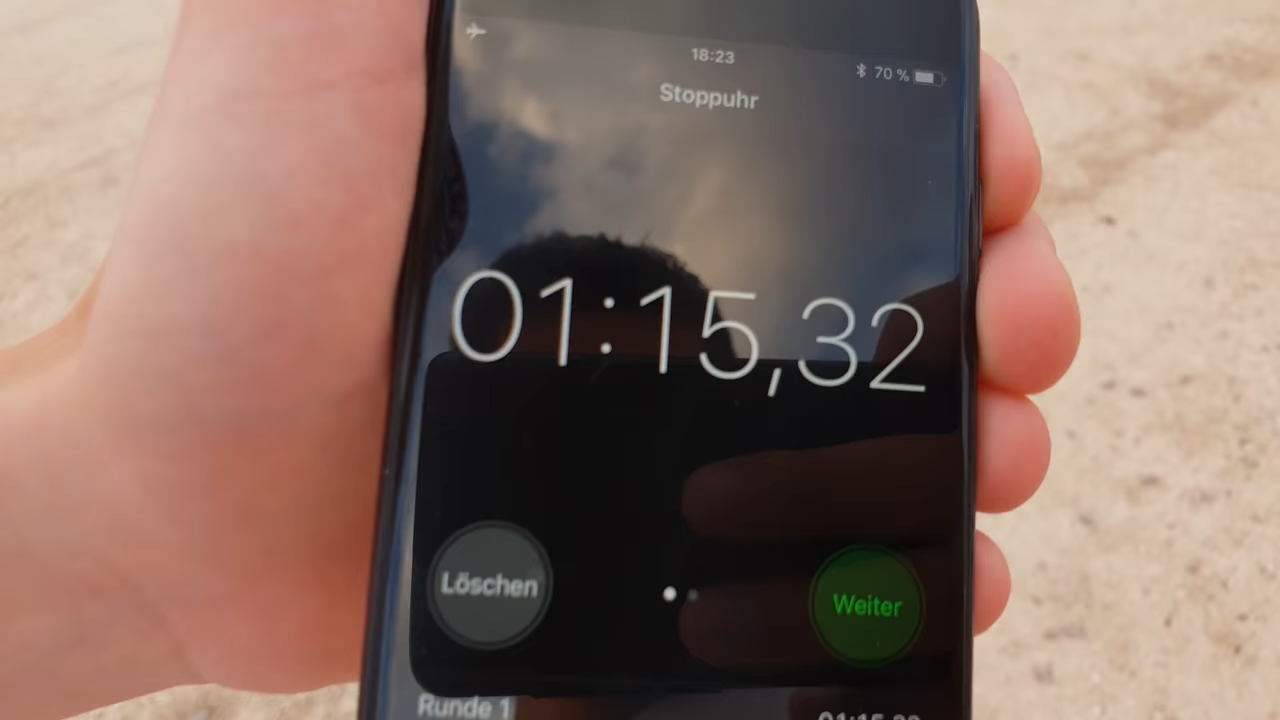 18:23
70 %
Stoppuhr
01:15,32
Löschen
Weiter
Runde 1